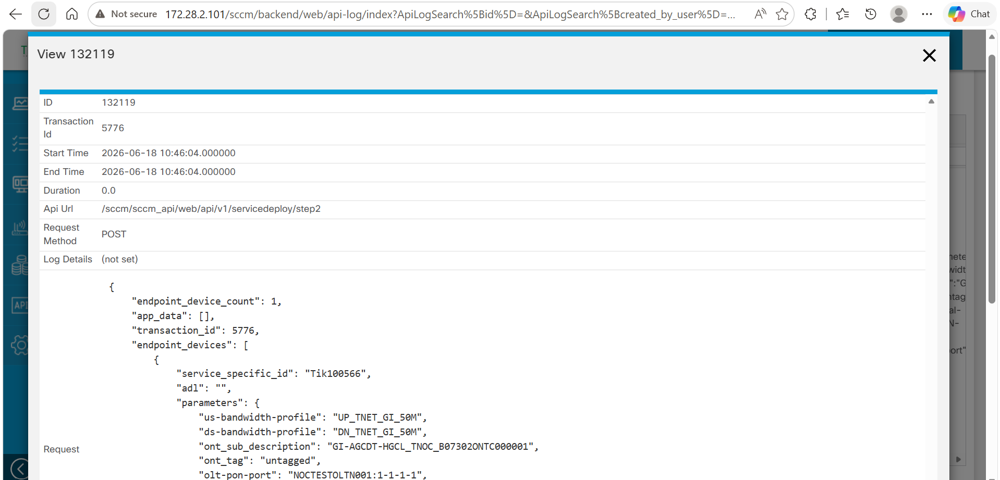 Not secure 172.28.2.101/sccm/backend/web/api-log/index?ApiLogSearch%5Bid%5D=&ApiLogSearch%5Bcreated_by_user%5D=... Chat
T
View 132119
ID 132119
Transaction Id 5776
Start Time 2026-06-18 10:46:04.000000
End Time 2026-06-18 10:46:04.000000
Duration 0.0
Api Url /sccm/sccm_api/web/api/v1/servicedeploy/step2
Request Method POST
Log Details (not set)
Request
{
"endpoint_device_count": 1,
"app_data": [],
"transaction_id": 5776,
"endpoint_devices": [
{
"service_specific_id": "Tik100566",
"adl": "",
"parameters": {
"us-bandwidth-profile": "UP_TNET_GI_50M",
"ds-bandwidth-profile": "DN_TNET_GI_50M",
"ont_sub_description": "GI-AGCDT-HGCL_TNOC_B07302ONTC000001",
"ont_tag": "untagged",
"olt-pon-port": "NOCTESTOLTN001:1-1-1-1",
API
":"G
ntag
al-
N-
ort"